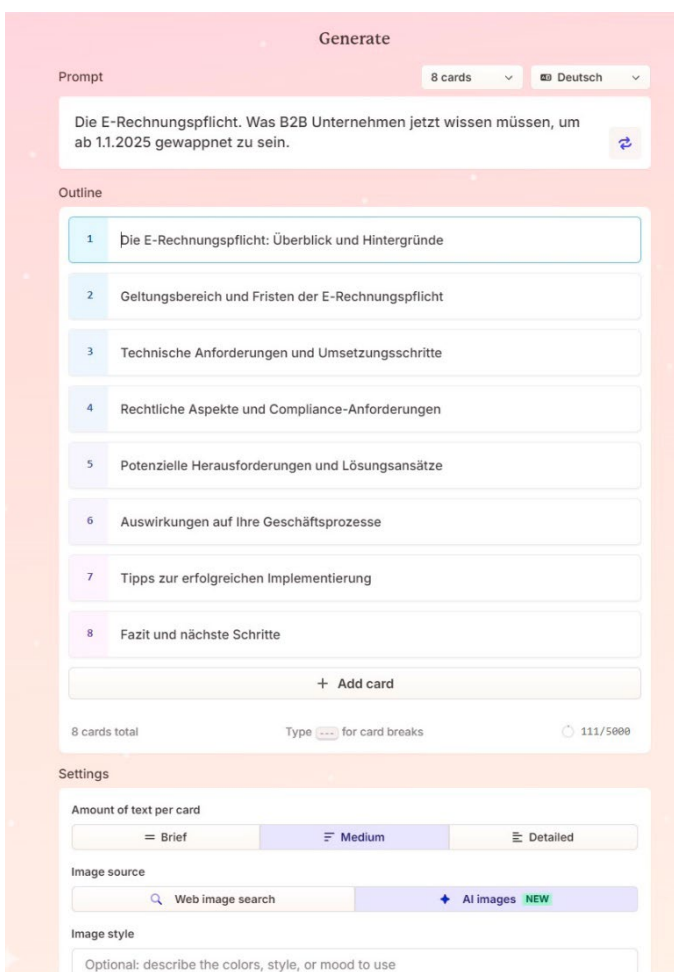 Generate
Prompt
8 cards
Deutsch
Die E-Rechnungspflicht. Was B2B Unternehmen jetzt wissen müssen, um
ab 1.1.2025 gewappnet zu sein.
Outline
1 Die E-Rechnungspflicht: Überblick und Hintergründe
2 Geltungsbereich und Fristen der E-Rechnungspflicht
3 Technische Anforderungen und Umsetzungsschritte
4 Rechtliche Aspekte und Compliance-Anforderungen
5 Potenzielle Herausforderungen und Lösungsansätze
6 Auswirkungen auf Ihre Geschäftsprozesse
7 Tipps zur erfolgreichen Implementierung
8 Fazit und nächste Schritte
+ Add card
8 cards total
Type --- for card breaks
111/5000
Settings
Amount of text per card
Brief
Medium
Detailed
Image source
Web image search
AI images NEW
Image style
Optional: describe the colors, style, or mood to use